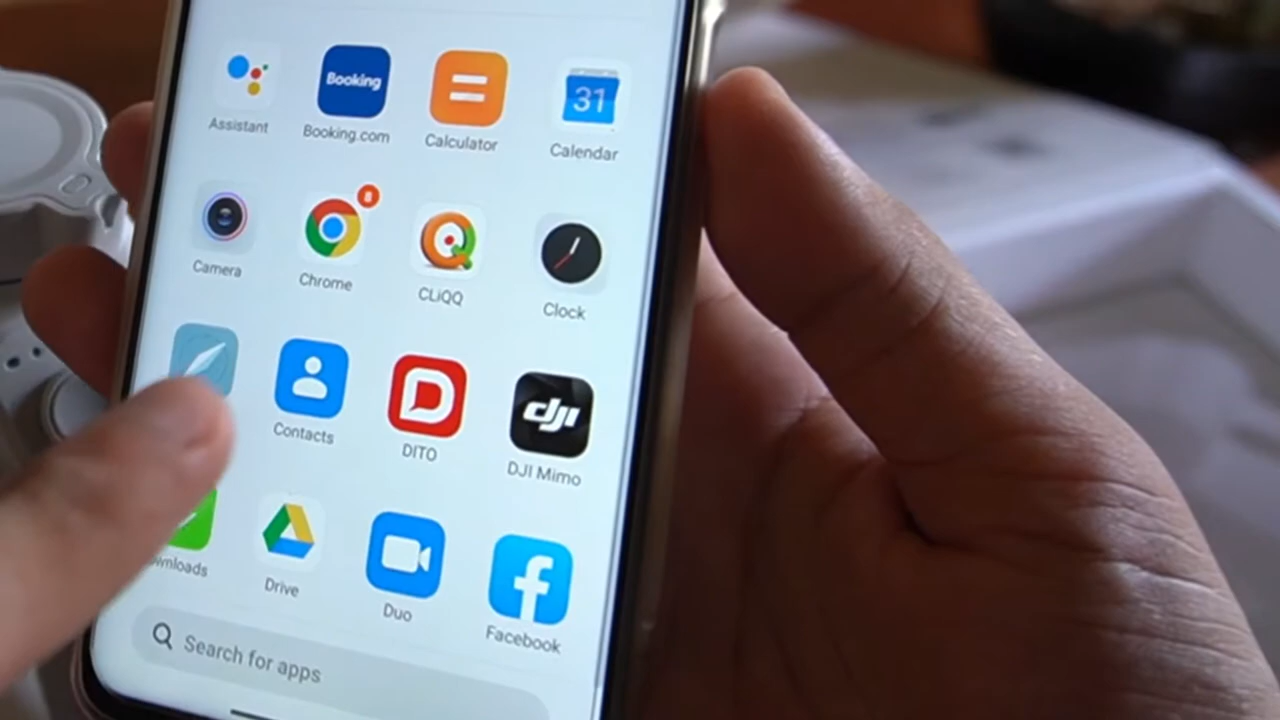 Booking
Assistant
Booking.com
Calculator
31
Calendar
Camera
Chrome
CLiQQ
Clock
Contacts
DITO
dji
DJI Mimo
Drive
Duo
Facebook
Search for apps